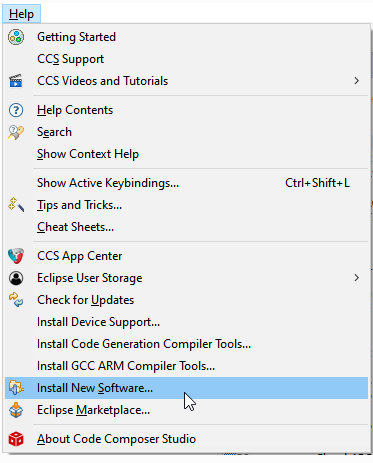 Help
Getting Started
CCS Support
CCS Videos and Tutorials
Help Contents
Search
Show Context Help
Show Active Keybindings... Ctrl+Shift+L
Tips and Tricks...
Cheat Sheets...
CCS App Center
Eclipse User Storage
Check for Updates
Install Device Support...
Install Code Generation Compiler Tools...
Install GCC ARM Compiler Tools...
Install New Software...
Eclipse Marketplace...
About Code Composer Studio